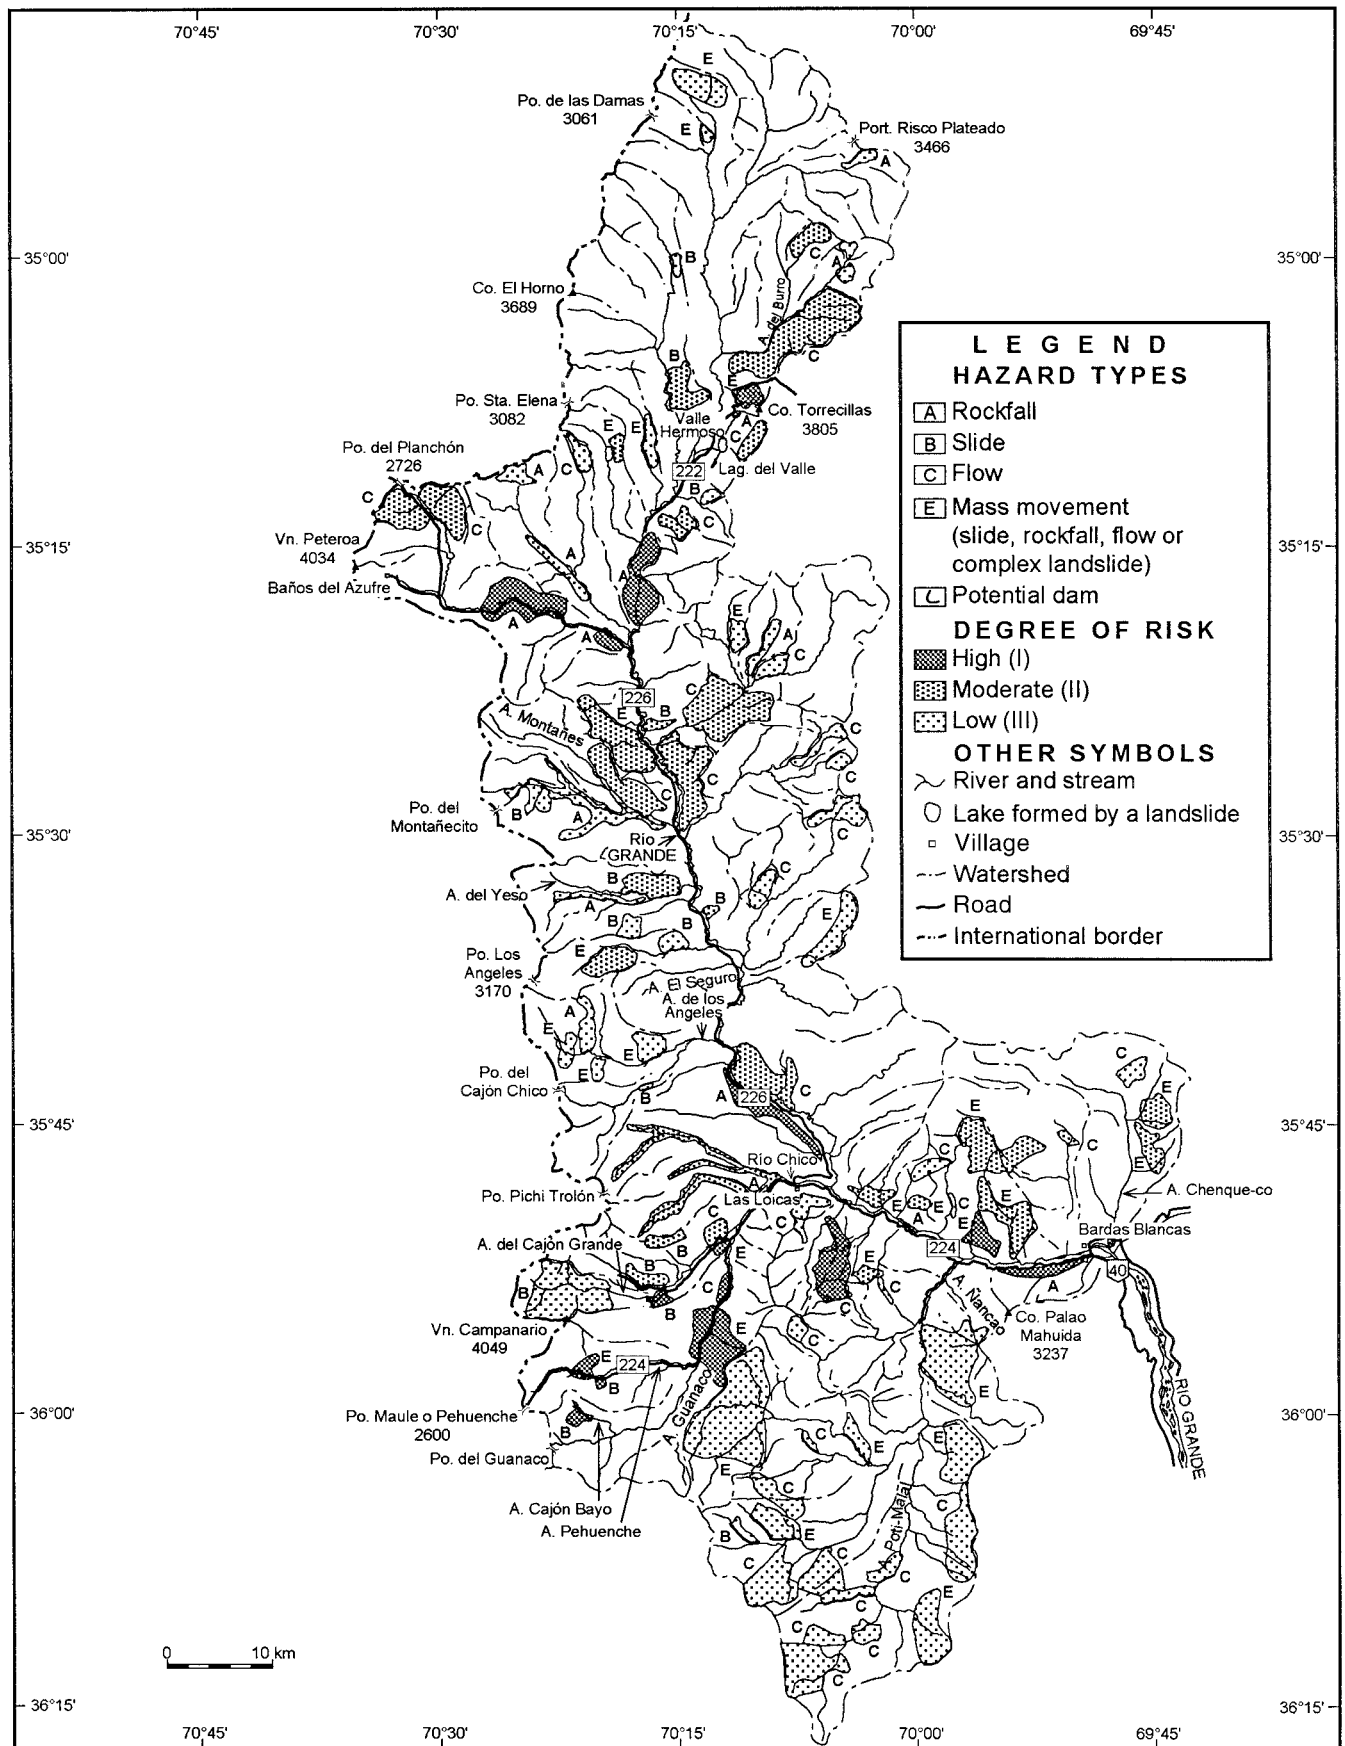 70°45' 70°30' 70°15' 70°00' 69°45'
E
Po. de las Damas
3061
E
Port. Risco Plateado
3466
A
C
A
35°00' 35°00'
B
Co. El Horno
3689
A. del Burro
C
B
E
Po. Sta. Elena
3082
Valle
Hermoso
A
C
Co. Torrecillas
3805
E E
Po. del Planchón
2726
A C
222
Lag. del Valle
B
C
C
C
Vn. Peteroa
4034
35°15' 35°15'
A
A
Baños del Azufre
A
A
E
A
C
226
C
E B
A. Montañes
C
C
C
C
Po. del
Montañecito
B
A
C
35°30' 35°30'
Río
GRANDE
B
C
A. del Yeso
A
B
B
B
E
E
Po. Los
Angeles
3170
A. El Seguro
A. de los
Angeles
A
E
E
E
Po. del
Cajón Chico
B
A
226
C
C
E
35°45' 35°45'
E
C
E
C
Río Chico
Po. Pichi Trolón
A
Las Loicas
A. Chenque-co
C
C
E
A
E
C
E
E
Bardas Blancas
A. del Cajón Grande
B
E
224
B
E
C
C
C
40
A
B
B
A. Ñancao
Co. Palao
Mahuida
3237
Vn. Campanario
4049
E
C
E
224
B
E
A. Guanaco
RIO GRANDE
36°00' 36°00'
Po. Maule o Pehuenche
2600
B
Po. del Guanaco
C
E
E
E
C
C
A. Cajón Bayo
A. Pehuenche
B
E
A. Poti-Malal
C
C
C
E
C
C
C
C
0 10 km
36°15' 36°15'
70°45' 70°30' 70°15' 70°00' 69°45'
LEGEND
HAZARD TYPES
A Rockfall
B Slide
C Flow
E Mass movement
(slide, rockfall, flow or
complex landslide)
Potential dam
DEGREE OF RISK
High (I)
Moderate (II)
Low (III)
OTHER SYMBOLS
River and stream
Lake formed by a landslide
Village
Watershed
Road
International border